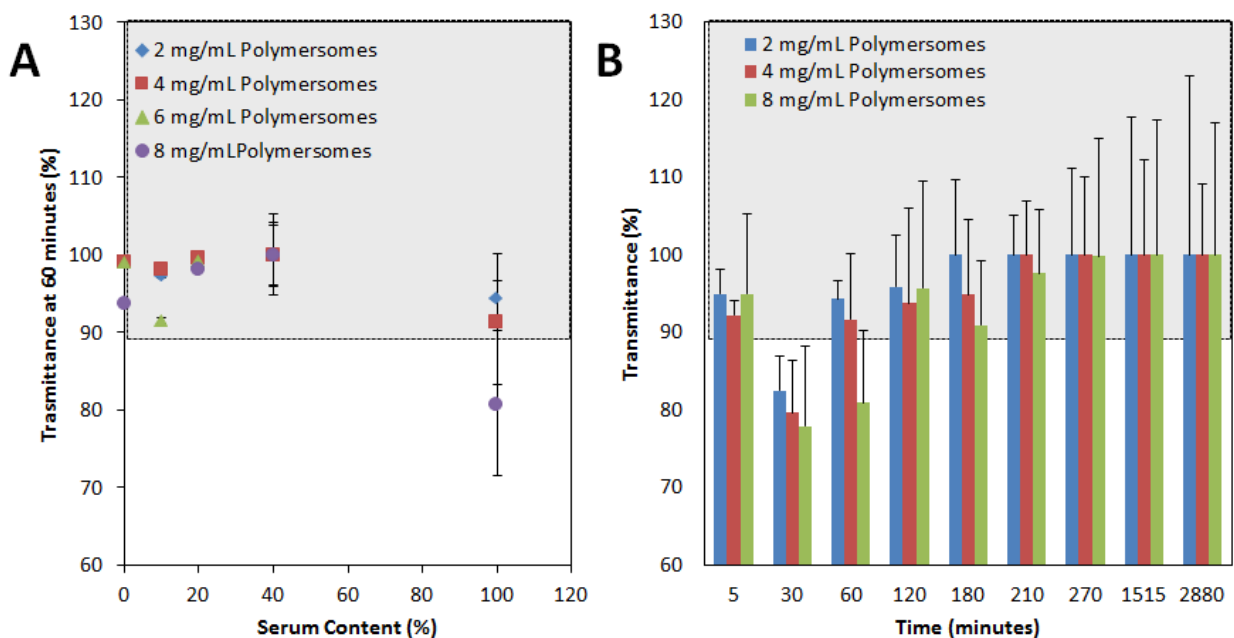 A
130
120
110
100
90
80
70
60
Trasmittance at 60 minutes (%)
2 mg/mL Polymersomes
4 mg/mL Polymersomes
6 mg/mL Polymersomes
8 mg/mLPolymersomes
0 20 40 60 80 100 120
Serum Content (%)
B
130
120
110
100
90
80
70
60
Transmittance (%)
2 mg/mL Polymersomes
4 mg/mL Polymersomes
8 mg/mL Polymersomes
5 30 60 120 180 210 270 1515 2880
Time (minutes)